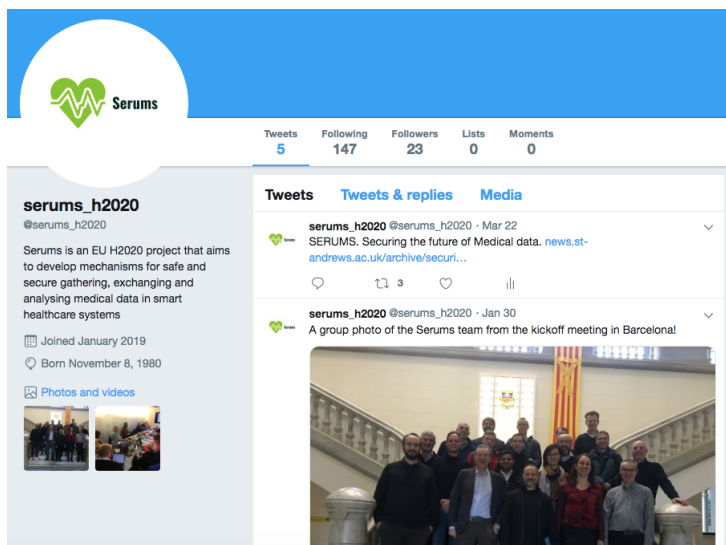 Serums
Tweets Following Followers Lists Moments
5 147 23 0 0
serums_h2020
@serums_h2020
Serums is an EU H2020 project that aims
to develop mechanisms for safe and
secure gathering, exchanging and
analysing medical data in smart
healthcare systems
Joined January 2019
Born November 8, 1980
Photos and videos
Tweets Tweets & replies Media
Serums
serums_h2020 @serums_h2020 · Mar 22
SERUMS. Securing the future of Medical data. news.st-
andrews.ac.uk/archive/securi...
3
Serums
serums_h2020 @serums_h2020 · Jan 30
A group photo of the Serums team from the kickoff meeting in Barcelona!